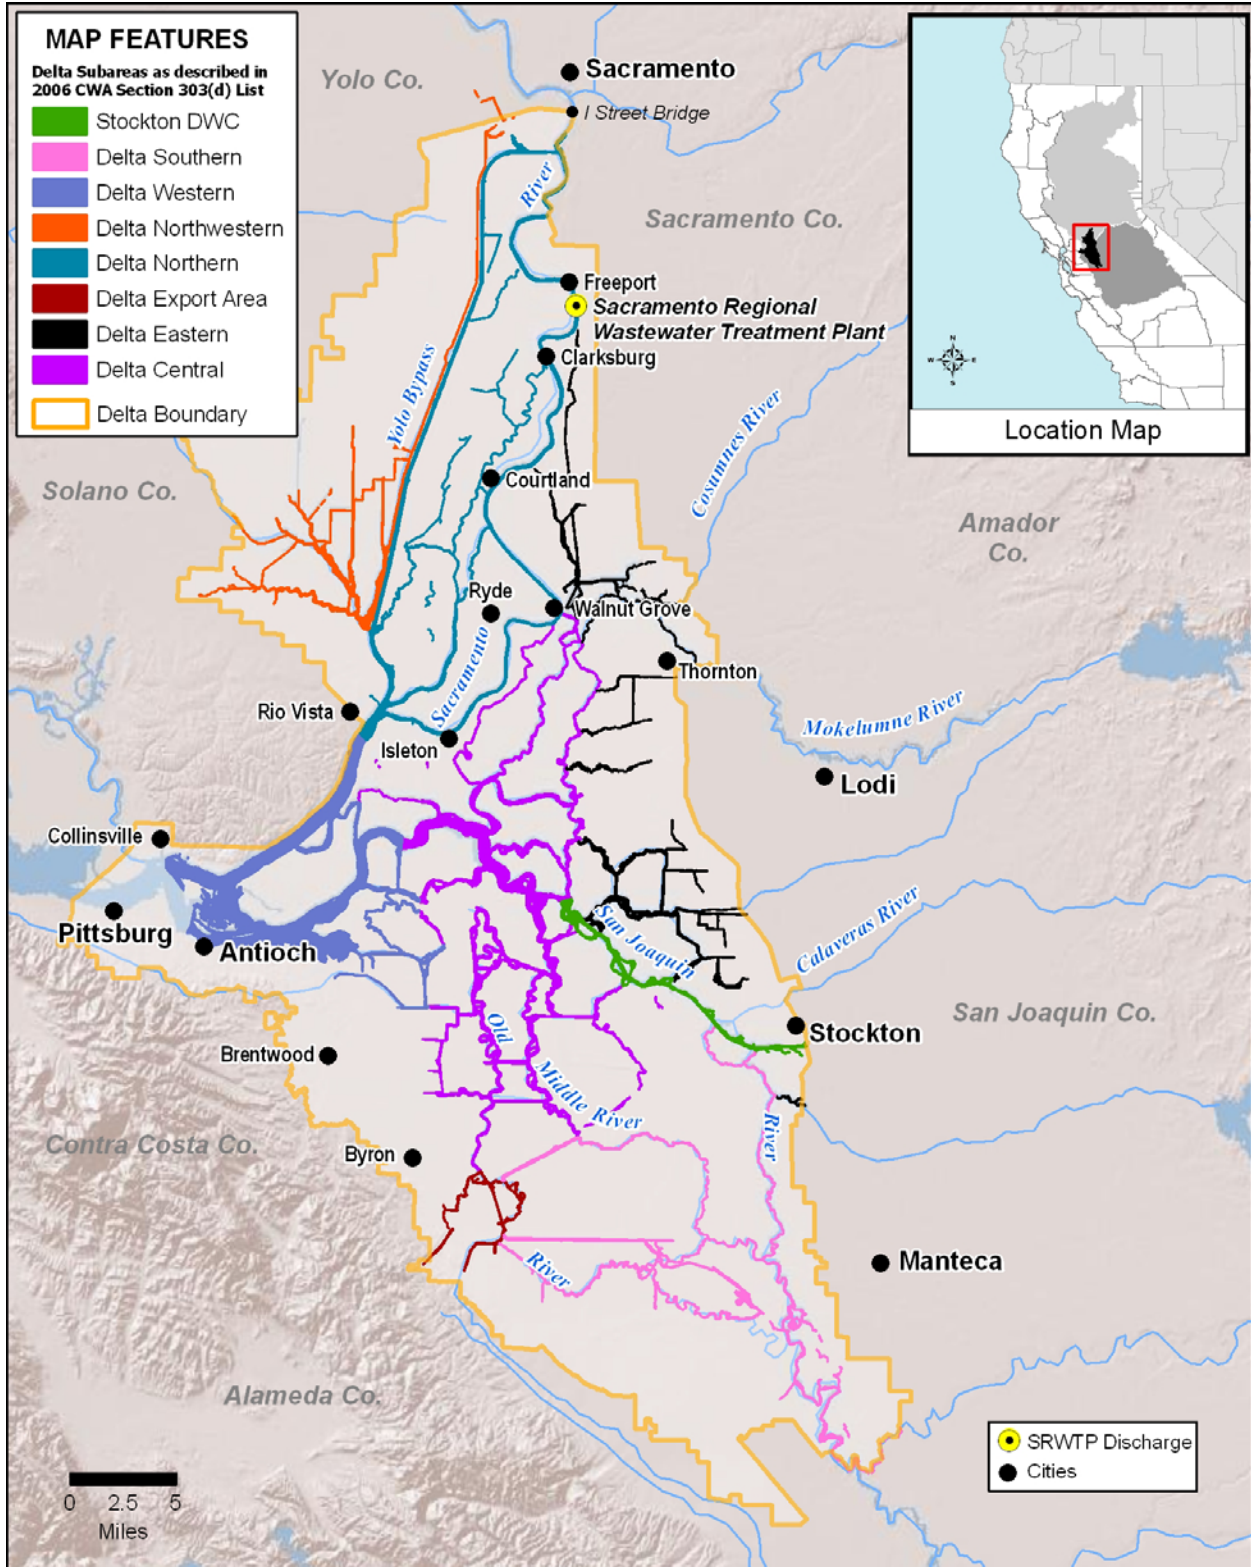 MAP FEATURES
Delta Subareas as described in
2006 CWA Section 303(d) List
Stockton DWC
Delta Southern
Delta Western
Delta Northwestern
Delta Northern
Delta Export Area
Delta Eastern
Delta Central
Delta Boundary
Yolo Co.
Sacramento
I Street Bridge
River
Sacramento Co.
Freeport
Sacramento Regional
Wastewater Treatment Plant
Clarksburg
Yolo Bypass
Cosumnes River
N
W
E
S
Location Map
Solano Co.
Courtland
Amador
Co.
Ryde
Walnut Grove
Sacramento
Thornton
Rio Vista
Isleton
Mokelumne River
Lodi
Collinsville
Pittsburg
Antioch
San Joaquin
Calaveras River
San Joaquin Co.
Stockton
Old
Brentwood
Middle River
River
Contra Costa Co.
Byron
River
Manteca
Alameda Co.
SRWTP Discharge
Cities
0 2.5 5
Miles